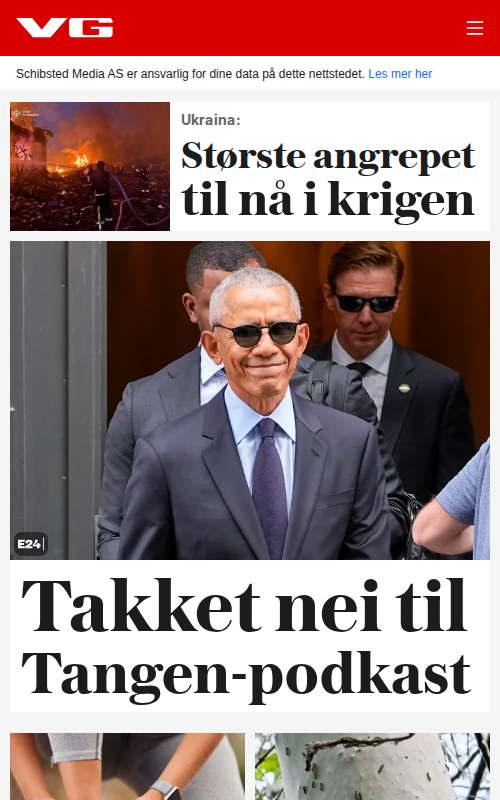 VG
Schibsted Media AS er ansvarlig for dine data på dette nettstedet. Les mer her
Ukraina:
Største angrepet
til nå i krigen
E24
Takket nei til
Tangen-podkast